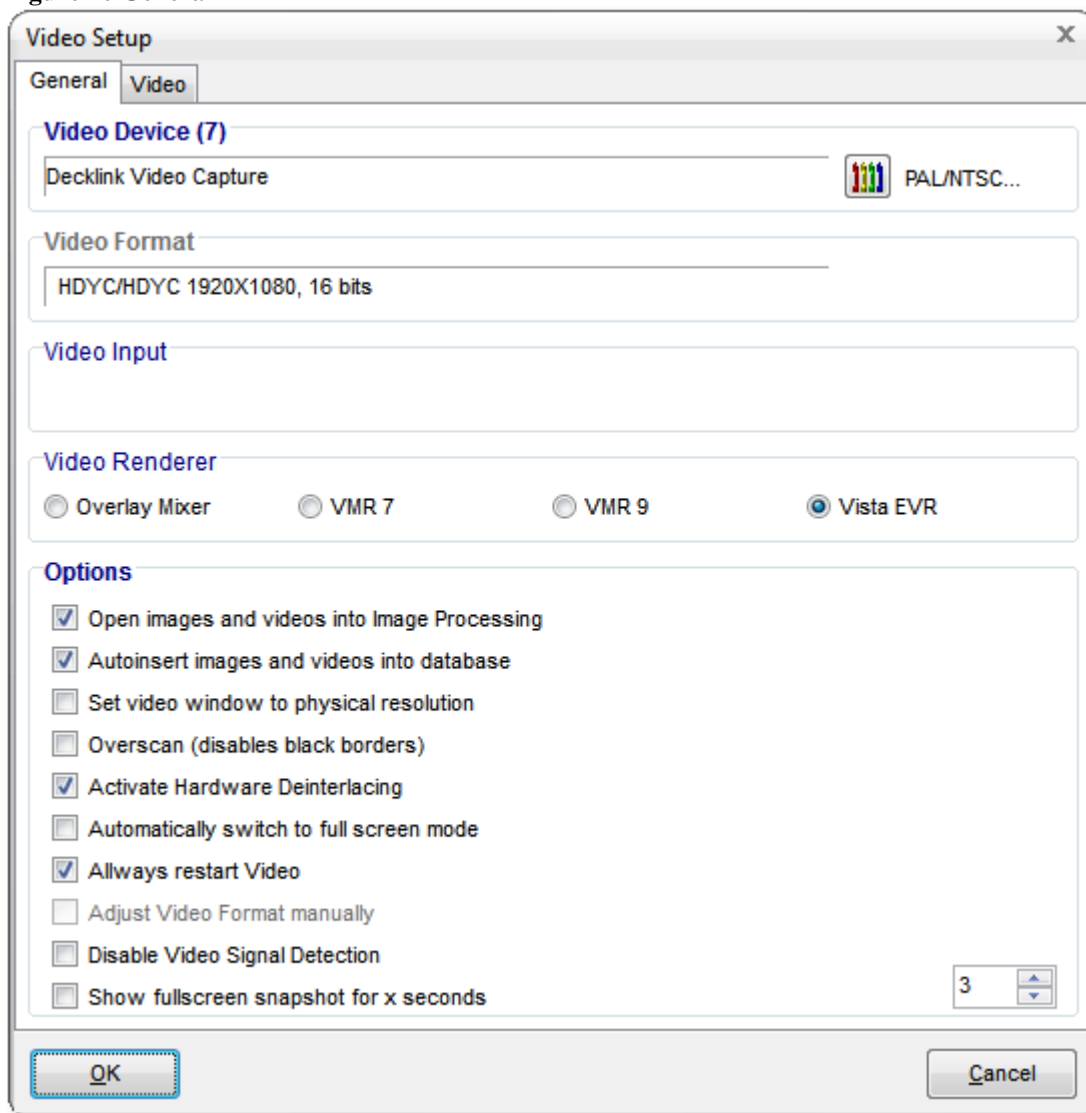 Video Setup
General Video
Video Device (7)
Decklink Video Capture PAL/NTSC...
Video Format
HDYC/HDYC 1920X1080, 16 bits
Video Input
Video Renderer
Overlay Mixer VMR 7 VMR 9 Vista EVR
Options
Open images and videos into Image Processing
Autoinsert images and videos into database
Set video window to physical resolution
Overscan (disables black borders)
Activate Hardware Deinterlacing
Automatically switch to full screen mode
Allways restart Video
Adjust Video Format manually
Disable Video Signal Detection
Show fullscreen snapshot for x seconds 3
OK Cancel